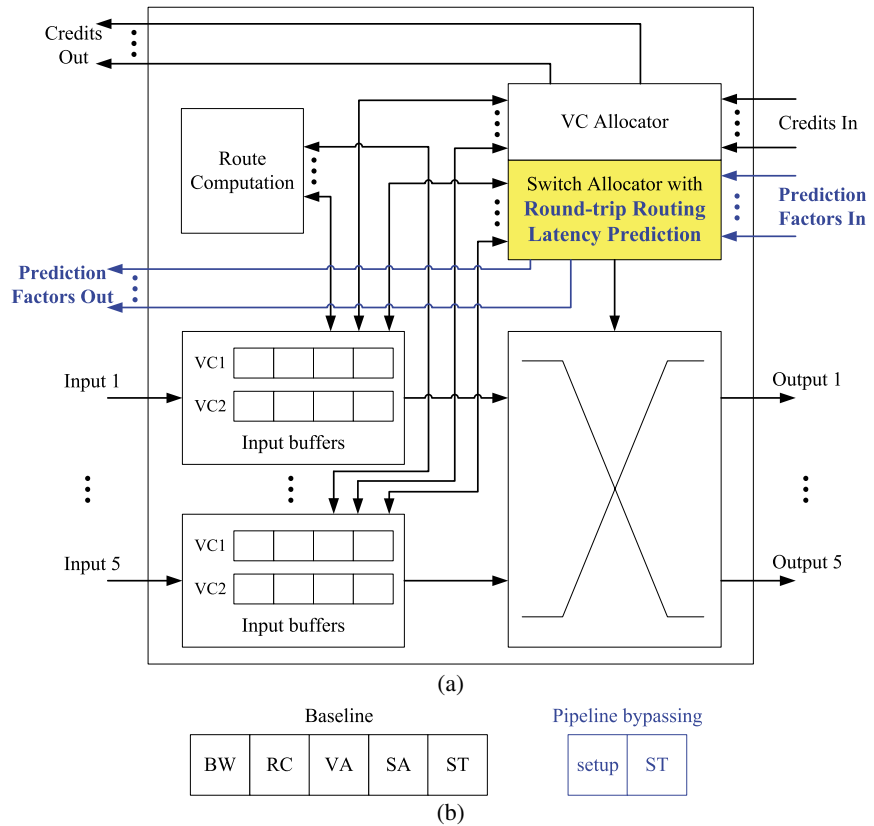 Credits
Out
VC Allocator
Credits In
Route
Computation
Switch Allocator with
Round-trip Routing
Latency Prediction
Prediction
Factors In
Prediction
Factors Out
Input 1
VC1
VC2
Input buffers
Output 1
Input 5
VC1
VC2
Input buffers
Output 5
(a)
Baseline
Pipeline bypassing
BW RC VA SA ST
setup ST
(b)